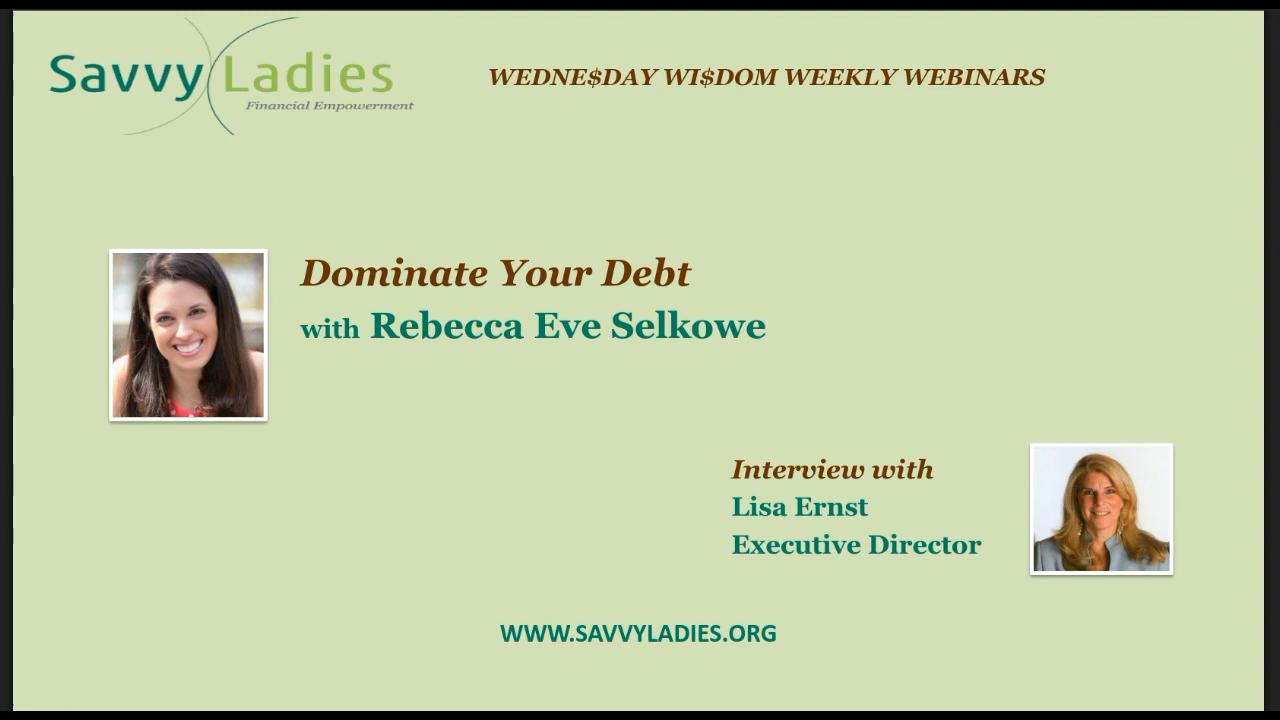 Savvy Ladies
Financial Empowerment
WEDNE$DAY WI$DOM WEEKLY WEBINARS
Dominate Your Debt
with Rebecca Eve Selkowe
Interview with
Lisa Ernst
Executive Director
WWW.SAVVYLADIES.ORG